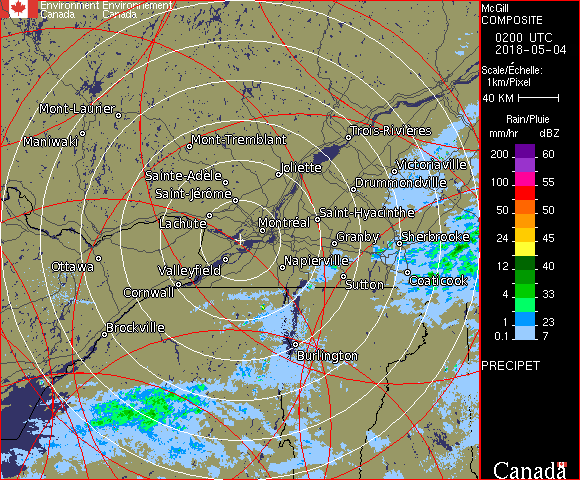 Environment Environnement
Canada Canada
McGill
COMPOSITE
0200 UTC
2018-05-04
Scale/Échelle:
1km/Pixel
40 KM
Rain/Pluie
mm/hr dBZ
200 60
100 55
50 50
24 45
12 40
4 33
1 23
0.1 7
PRECIPET
Canada
Mont-Laurier
Maniwaki
Mont-Tremblant
Trois-Rivières
Sainte-Adèle
Joliette
Victoriaville
Saint-Jérôme
Drummondville
Lachute
Montréal
Saint-Hyacinthe
Granby
Sherbrooke
Ottawa
Valleyfield
Napierville
Cornwall
Sutton
Coaticook
Brockville
Burlington